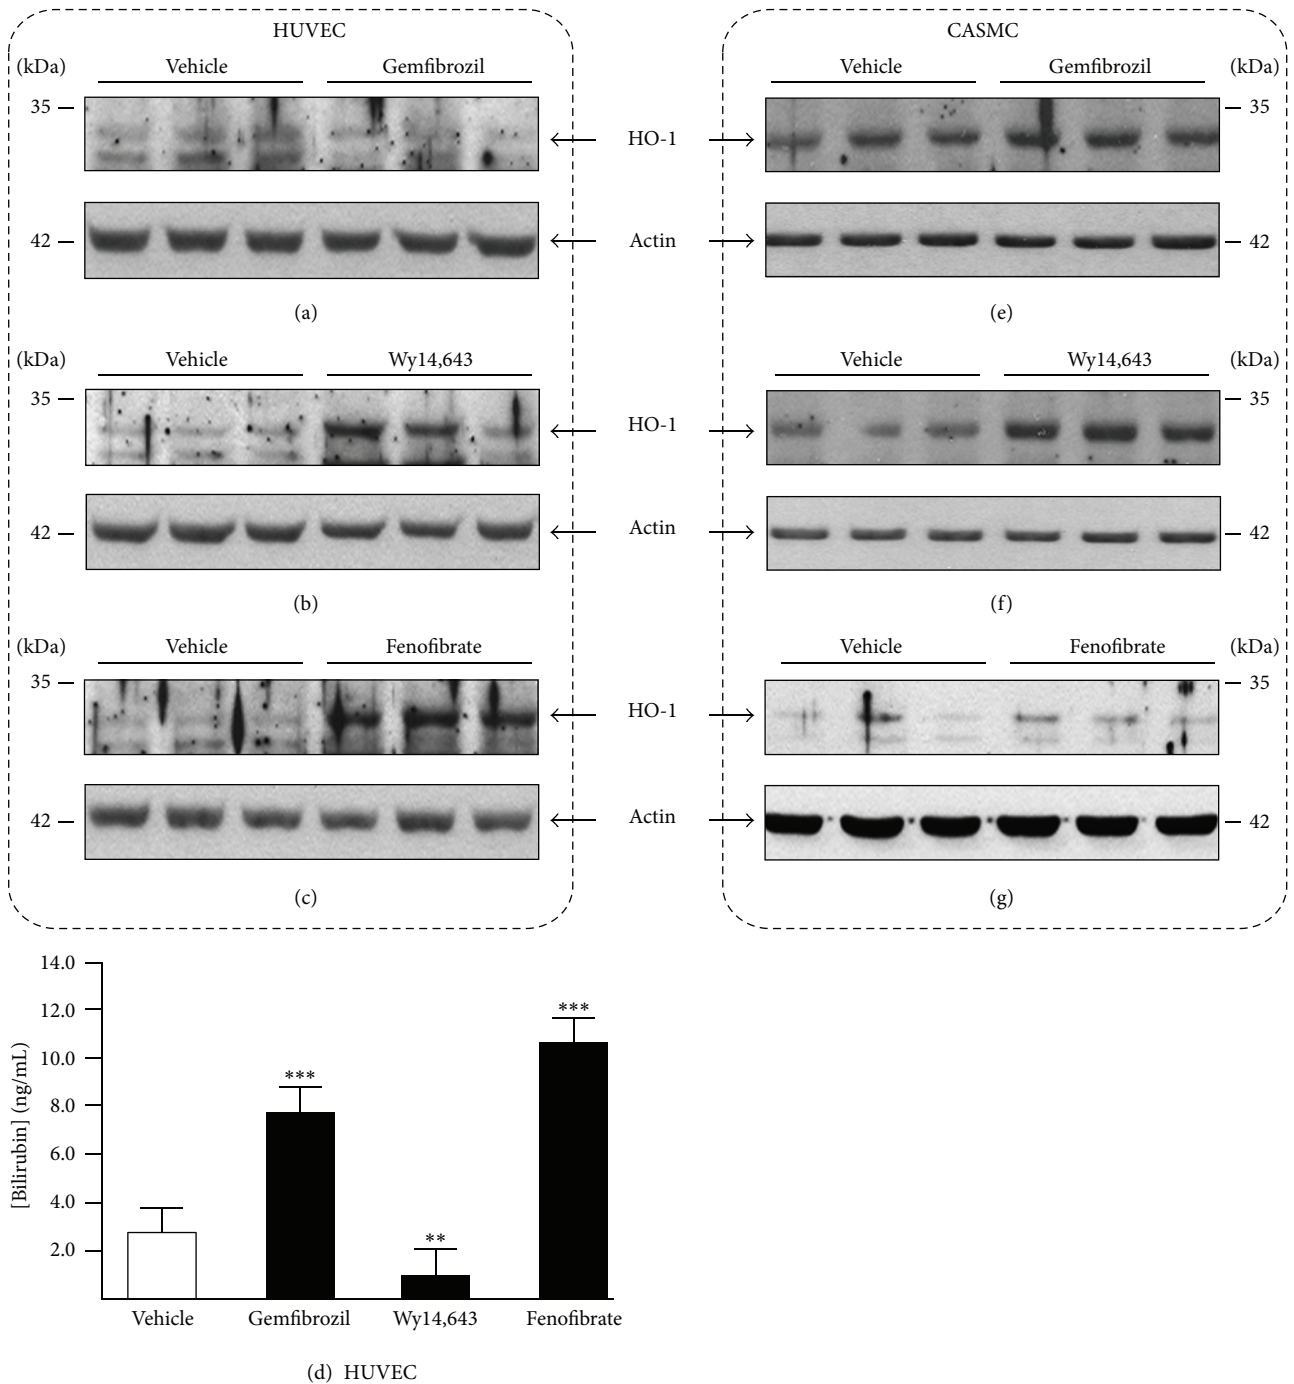 HUVEC
(kDa) Vehicle Gemfibrozil
35
HO-1
42 Actin
(a)
(kDa) Vehicle Wy14,643
35
HO-1
42 Actin
(b)
(kDa) Vehicle Fenofibrate
35
HO-1
42 Actin
(c)
CASMC
Vehicle Gemfibrozil (kDa)
35
42
(e)
Vehicle Wy14,643 (kDa)
35
42
(f)
Vehicle Fenofibrate (kDa)
35
42
(g)
14.0
12.0
10.0
8.0
6.0
4.0
2.0
[Bilirubin] (ng/mL)
***
**
***
Vehicle Gemfibrozil Wy14,643 Fenofibrate
(d) HUVEC